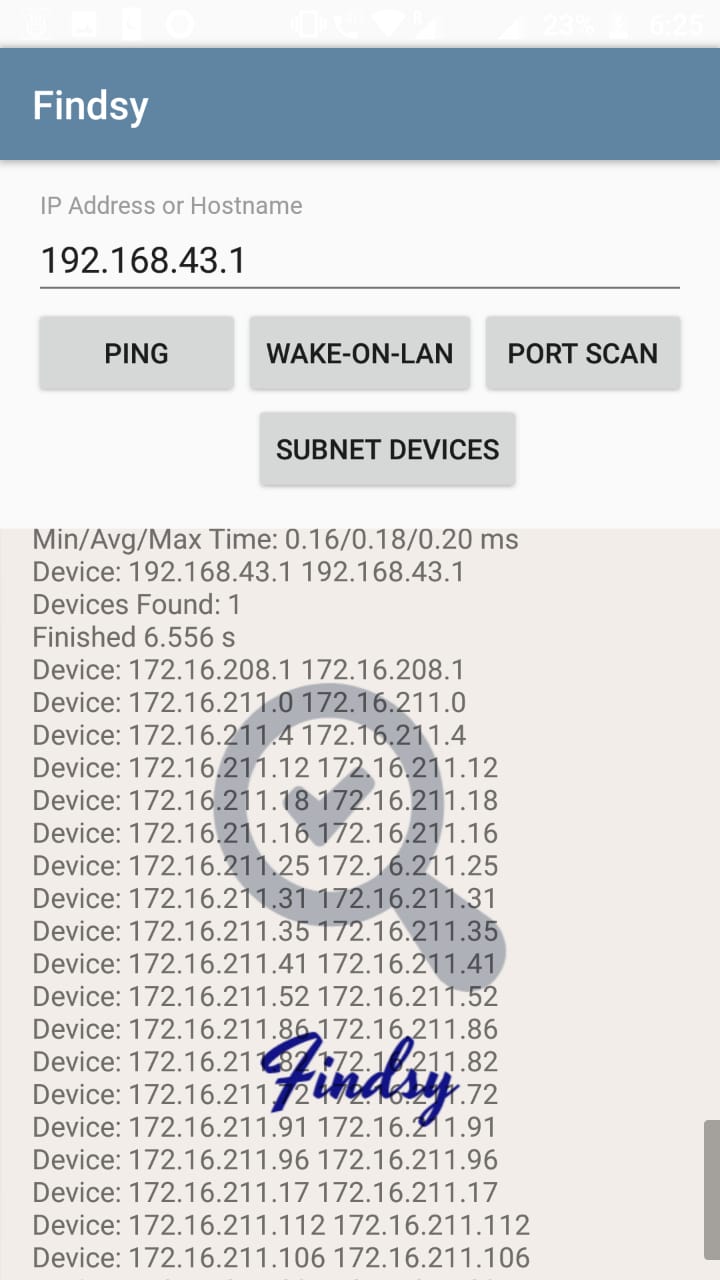 23% 6:25
Findsy
IP Address or Hostname
192.168.43.1
PING WAKE-ON-LAN PORT SCAN
SUBNET DEVICES
Min/Avg/Max Time: 0.16/0.18/0.20 ms
Device: 192.168.43.1 192.168.43.1
Devices Found: 1
Finished 6.556 s
Device: 172.16.208.1 172.16.208.1
Device: 172.16.211.0 172.16.211.0
Device: 172.16.211.4 172.16.211.4
Device: 172.16.211.12 172.16.211.12
Device: 172.16.211.18 172.16.211.18
Device: 172.16.211.16 172.16.211.16
Device: 172.16.211.25 172.16.211.25
Device: 172.16.211.31 172.16.211.31
Device: 172.16.211.35 172.16.211.35
Device: 172.16.211.41 172.16.211.41
Device: 172.16.211.52 172.16.211.52
Device: 172.16.211.86 172.16.211.86
Device: 172.16.211.82 172.16.211.82
Device: 172.16.211.72 172.16.211.72
Findsy
Device: 172.16.211.91 172.16.211.91
Device: 172.16.211.96 172.16.211.96
Device: 172.16.211.17 172.16.211.17
Device: 172.16.211.112 172.16.211.112
Device: 172.16.211.106 172.16.211.106